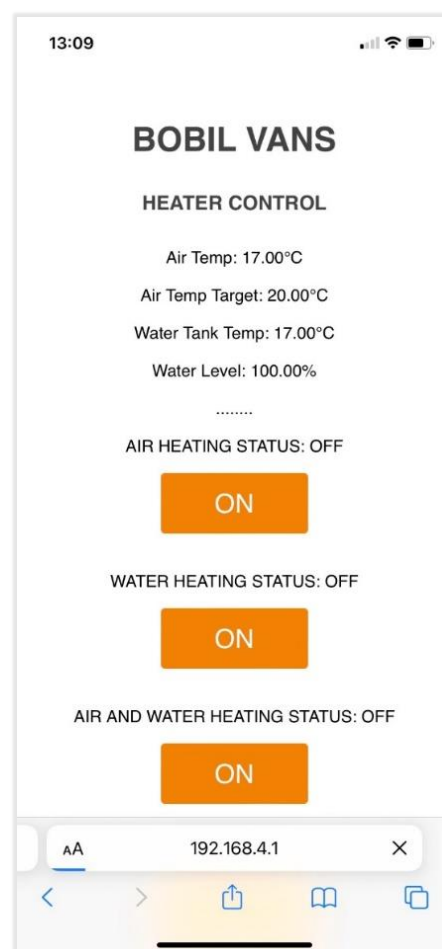 13:09
BOBIL VANS
HEATER CONTROL
Air Temp: 17.00°C
Air Temp Target: 20.00°C
Water Tank Temp: 17.00°C
Water Level: 100.00%
........
AIR HEATING STATUS: OFF
ON
WATER HEATING STATUS: OFF
ON
AIR AND WATER HEATING STATUS: OFF
ON
AA 192.168.4.1